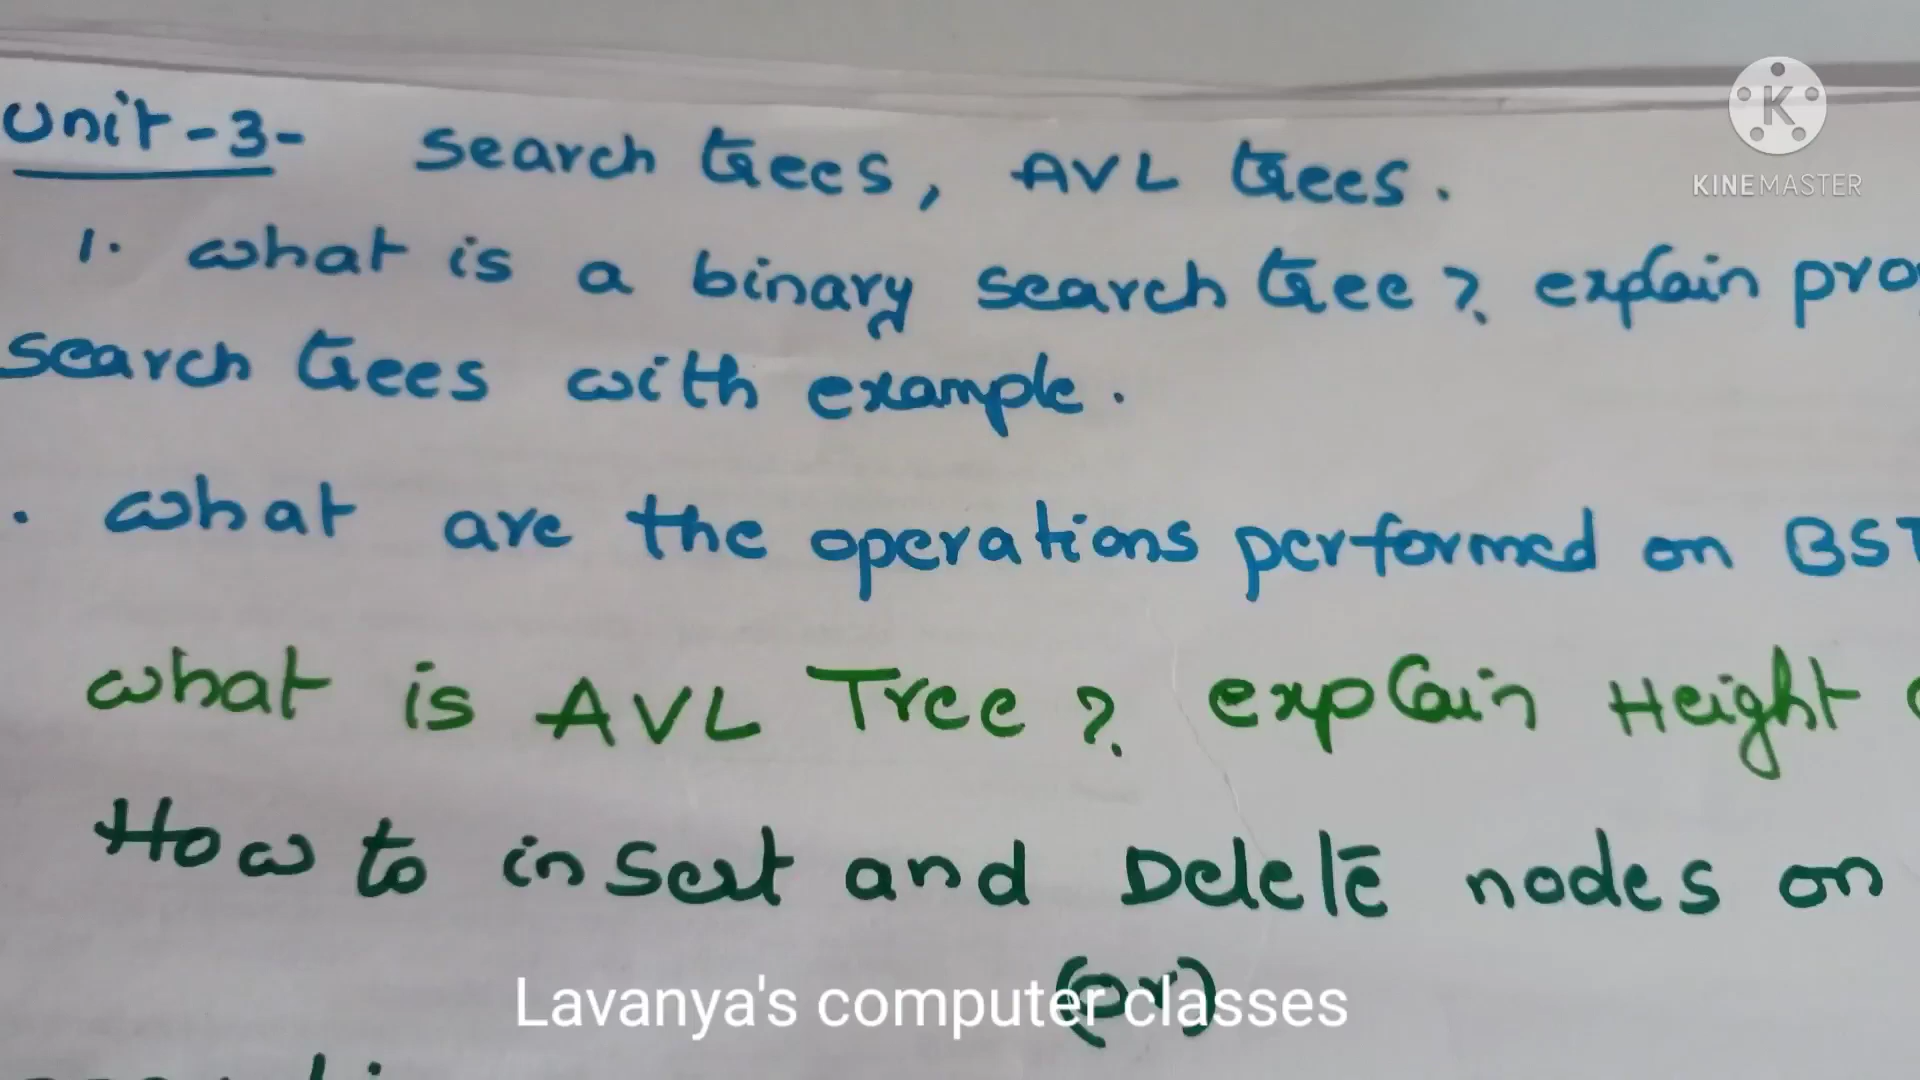 Unit-3- Search trees, AVL trees.
KINEMASTER
1. what is a binary search tree? explain
search trees with example.
. what are the operations performed on BST
what is AVL Tree? explain Height
How to insert and Delete nodes on
(or)
Lavanya's computer classes